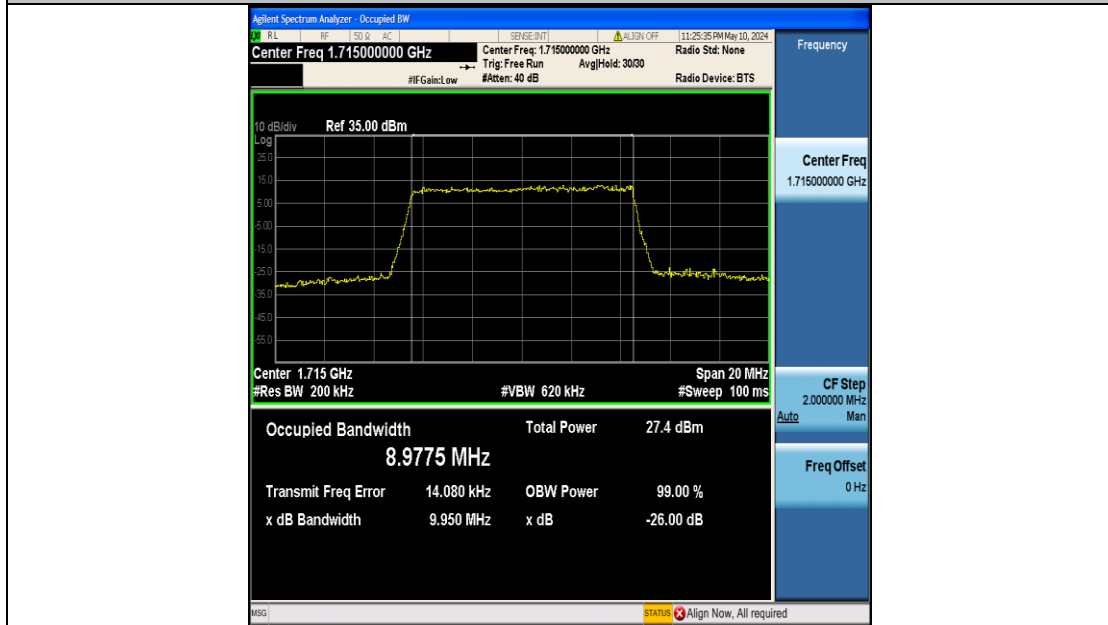 Agilent Spectrum Analyzer - Occupied BW
RL RF 50 Ω AC SENSE:INT ALIGN OFF 11:25:35 PM May 10, 2024
Center Freq 1.715000000 GHz
Center Freq: 1.715000000 GHz
Radio Std: None
Trig: Free Run Avg|Hold: 30/30
#IFGain:Low #Atten: 40 dB Radio Device: BTS
10 dB/div Ref 35.00 dBm
Log
25.0
15.0
5.00
-5.00
-15.0
-25.0
-35.0
-45.0
-55.0
Center 1.715 GHz Span 20 MHz
#Res BW 200 kHz #VBW 620 kHz #Sweep 100 ms
Occupied Bandwidth Total Power 27.4 dBm
8.9775 MHz
Transmit Freq Error 14.080 kHz OBW Power 99.00 %
x dB Bandwidth 9.950 MHz x dB -26.00 dB
MSG STATUS Align Now, All required
Frequency
Center Freq
1.715000000 GHz
CF Step
2.000000 MHz
Auto Man
Freq Offset
0 Hz